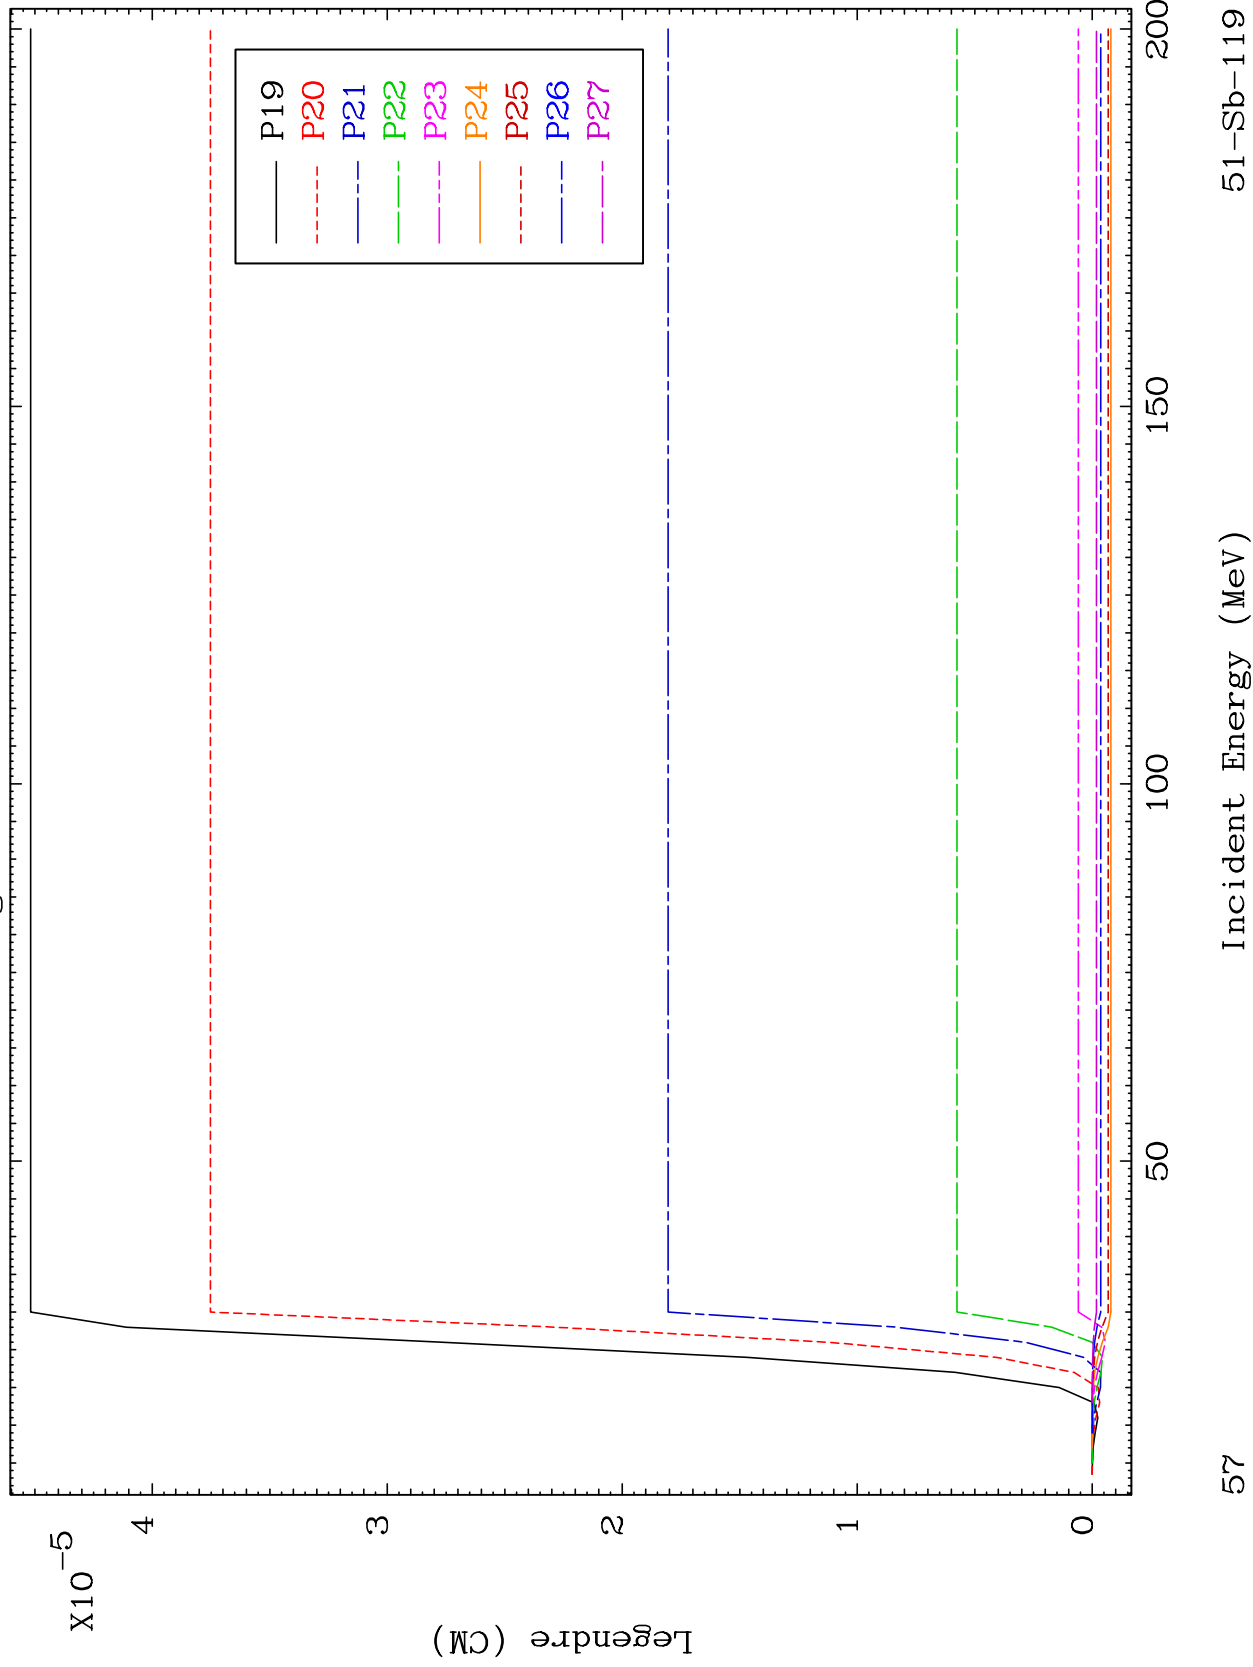 X10-5
Legendre (CM)
4
3
2
1
0
P19
P20
P21
P22
P23
P24
P25
P26
P27
50
100
150
200
57
Incident Energy (MeV)
51-Sb-119